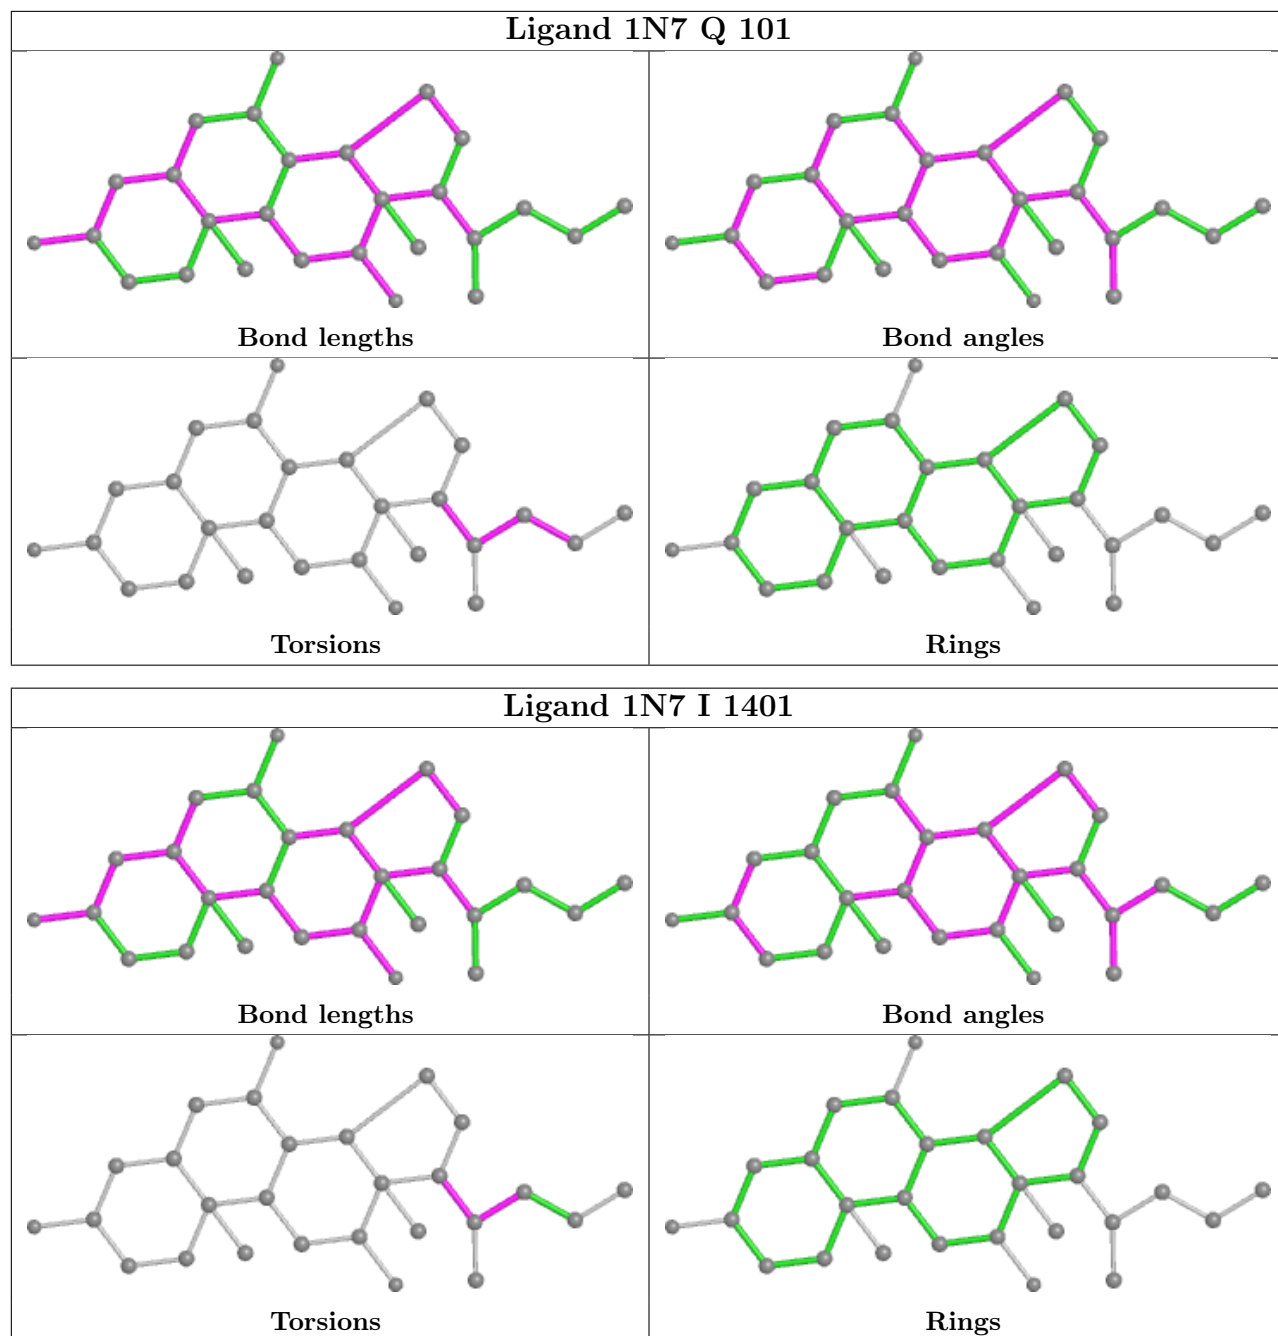 Ligand 1N7 Q 101
Bond lengths
Bond angles
Torsions
Rings
Ligand 1N7 I 1401
Bond lengths
Bond angles
Torsions
Rings